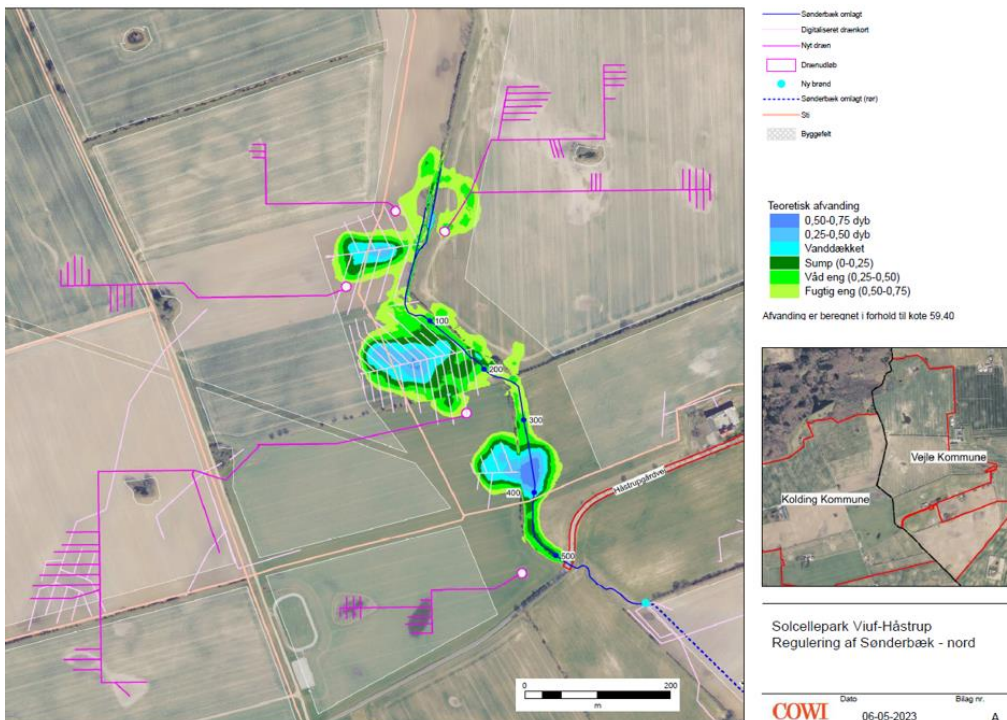 Sønderbæk omlagt
Digitaliseret drænkort
Nyt dræn
Drænudløb
Ny brønd
Sønderbæk omlagt (rør)
Sti
Byggefelt
Teoretisk afvanding
0,50-0,75 dyb
0,25-0,50 dyb
Vanddækket
Sump (0-0,25)
Våd eng (0,25-0,50)
Fugtig eng (0,50-0,75)
Afvanding er beregnet i forhold til kote 59,40
100
200
300
400
500
Håstrupgårdvej
0
200
m
Vejle Kommune
Kolding Kommune
Solcellepark Viuf-Håstrup
Regulering af Sønderbæk - nord
COWI
Dato
06-05-2023
Bilag nr.
A